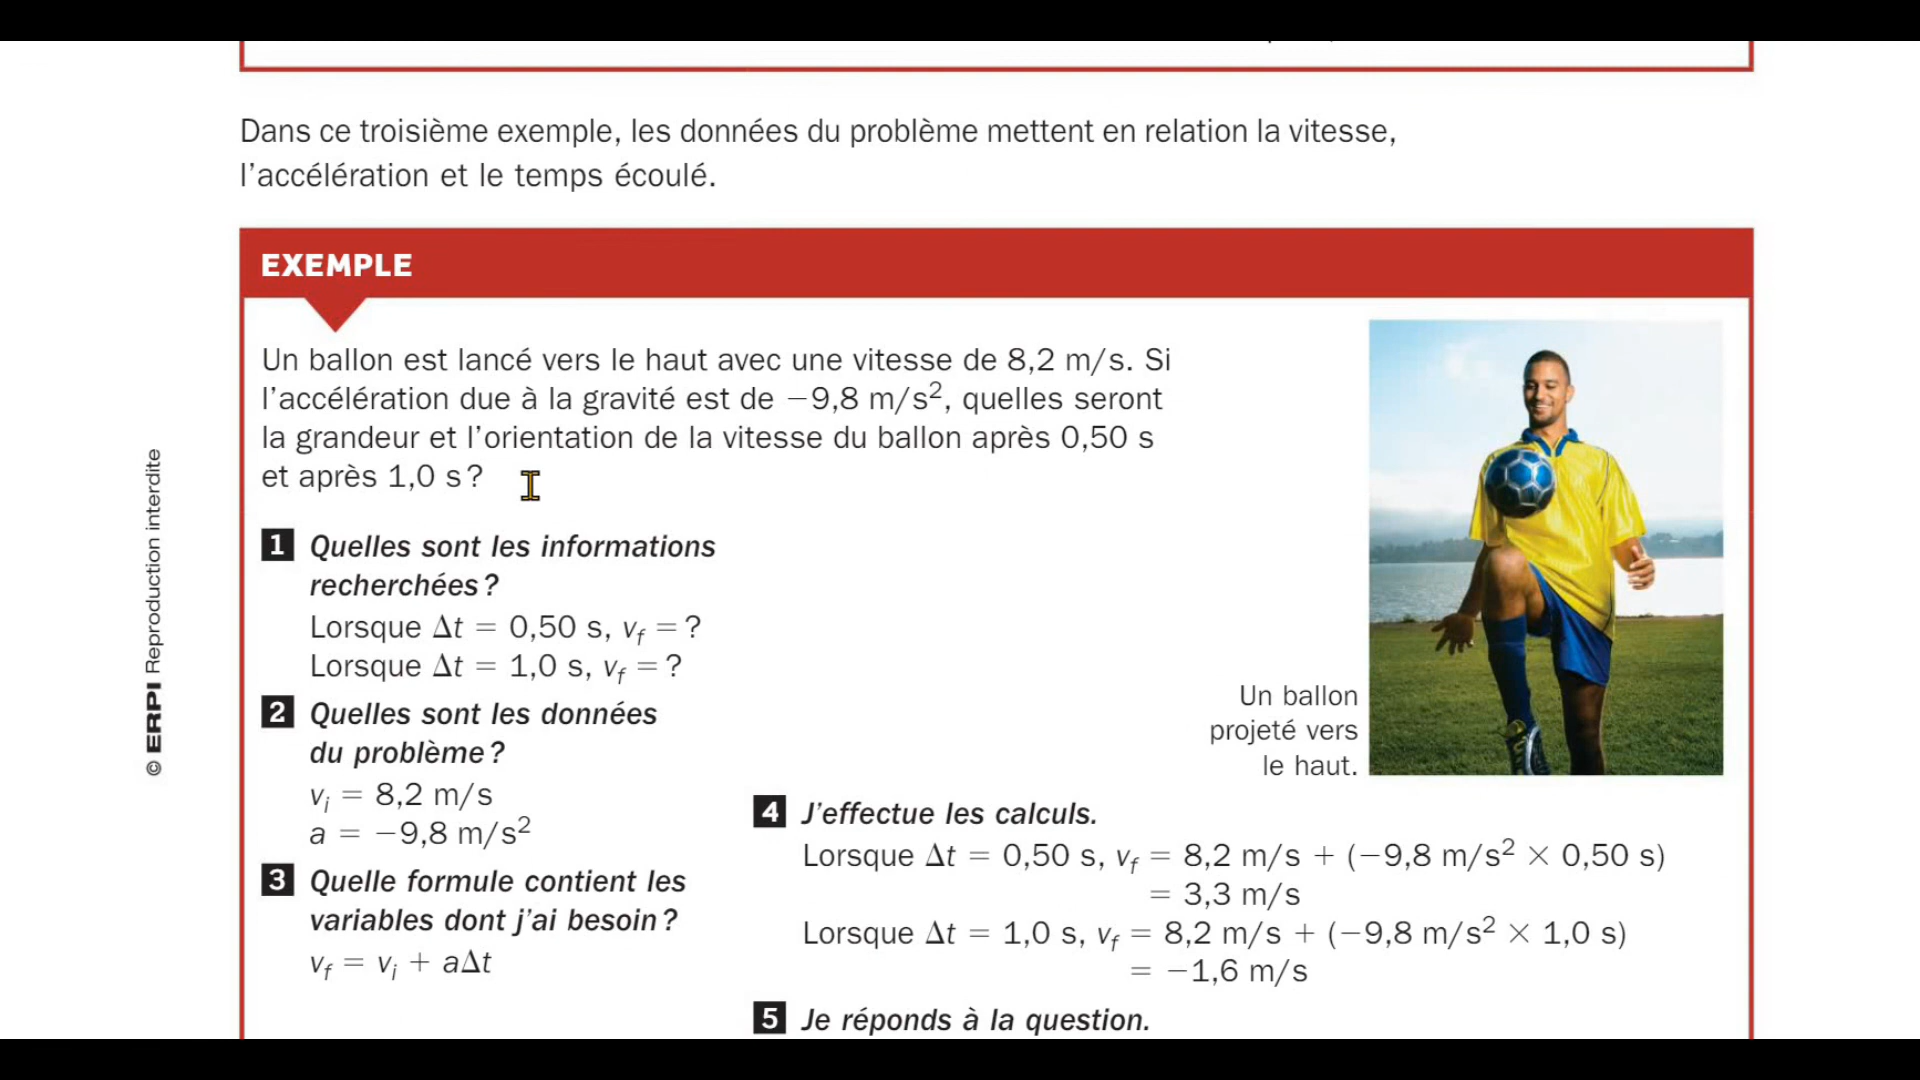 Dans ce troisième exemple, les données du problème mettent en relation la vitesse,
l’accélération et le temps écoulé.
EXEMPLE
Un ballon est lancé vers le haut avec une vitesse de 8,2 m/s. Si
l’accélération due à la gravité est de −9,8 m/s², quelles seront
la grandeur et l’orientation de la vitesse du ballon après 0,50 s
et après 1,0 s ?
1 Quelles sont les informations
recherchées ?
Lorsque Δt = 0,50 s, vf = ?
Lorsque Δt = 1,0 s, vf = ?
2 Quelles sont les données
du problème ?
vi = 8,2 m/s
a = −9,8 m/s²
3 Quelle formule contient les
variables dont j’ai besoin ?
vf = vi + aΔt
Un ballon
projeté vers
le haut.
4 J’effectue les calculs.
Lorsque Δt = 0,50 s, vf = 8,2 m/s + (−9,8 m/s² × 0,50 s)
= 3,3 m/s
Lorsque Δt = 1,0 s, vf = 8,2 m/s + (−9,8 m/s² × 1,0 s)
= −1,6 m/s
5 Je réponds à la question.
© ERPI Reproduction interdite